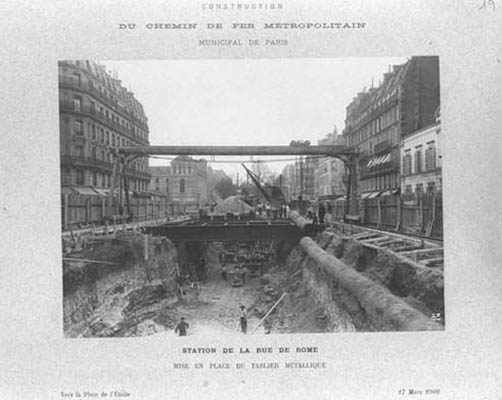 CONSTRUCTION
DU CHEMIN DE FER MÉTROPOLITAIN
MUNICIPAL DE PARIS
19
STATION DE LA RUE DE ROME
MISE EN PLACE DU TABLIER MÉTALLIQUE
Vers la Place de l'Étoile
17 Mars